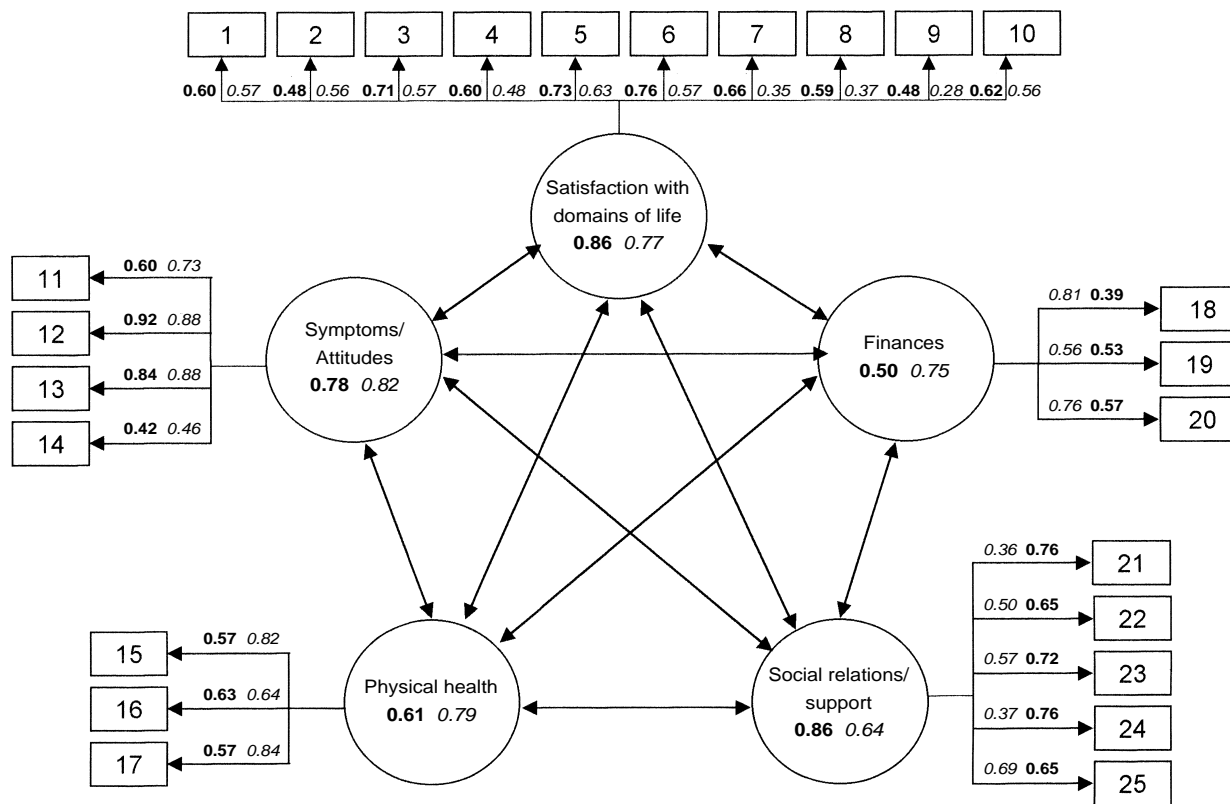 1 2 3 4 5 6 7 8 9 10
0.60 0.57 0.48 0.56 0.71 0.57 0.60 0.48 0.73 0.63 0.76 0.57 0.66 0.35 0.59 0.37 0.48 0.28 0.62 0.56
Satisfaction with
domains of life
0.86 0.77
11 0.60 0.73
12 0.92 0.88
13 0.84 0.88
14 0.42 0.46
Symptoms/
Attitudes
0.78 0.82
Finances
0.50 0.75
0.81 0.39 18
0.56 0.53 19
0.76 0.57 20
15 0.57 0.82
16 0.63 0.64
17 0.57 0.84
Physical health
0.61 0.79
Social relations/
support
0.86 0.64
0.36 0.76 21
0.50 0.65 22
0.57 0.72 23
0.37 0.76 24
0.69 0.65 25